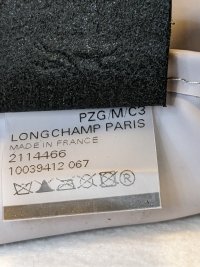 PZG/M/C3
LONGCHAMP PARIS
MADE IN FRANCE
2114466
10039412 067